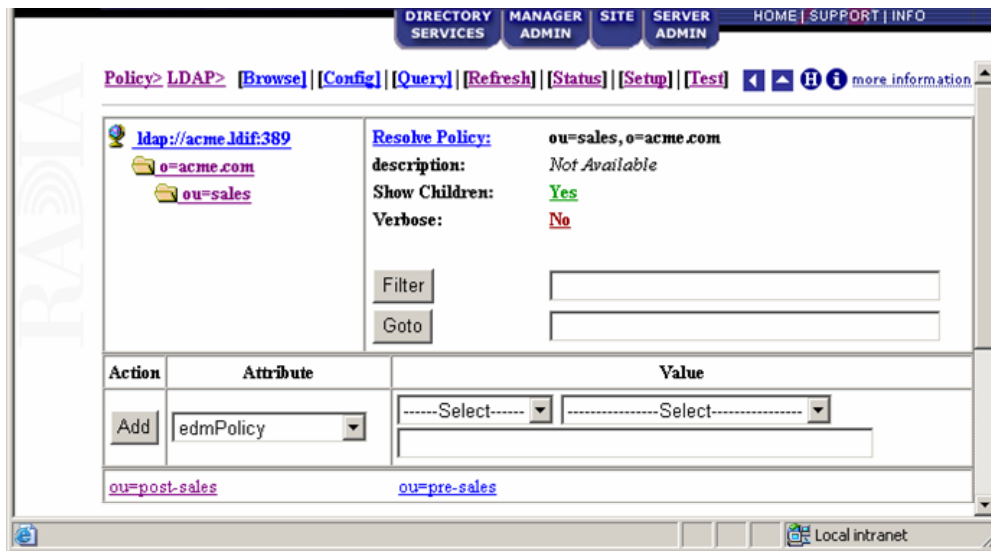 DIRECTORY SERVICES MANAGER ADMIN SITE SERVER ADMIN HOME | SUPPORT | INFO
Policy> LDAP> [Browse] | [Config] | [Query] | [Refresh] | [Status] | [Setup] | [Test] H i more information
ldap://acme.ldif:389
o=acme.com
ou=sales
Resolve Policy: ou=sales, o=acme.com
description: Not Available
Show Children: Yes
Verbose: No
Filter
Goto
RADIA
Action Attribute Value
Add edmPolicy ------Select------ ----------------Select----------------
ou=post-sales ou=pre-sales
Local intranet